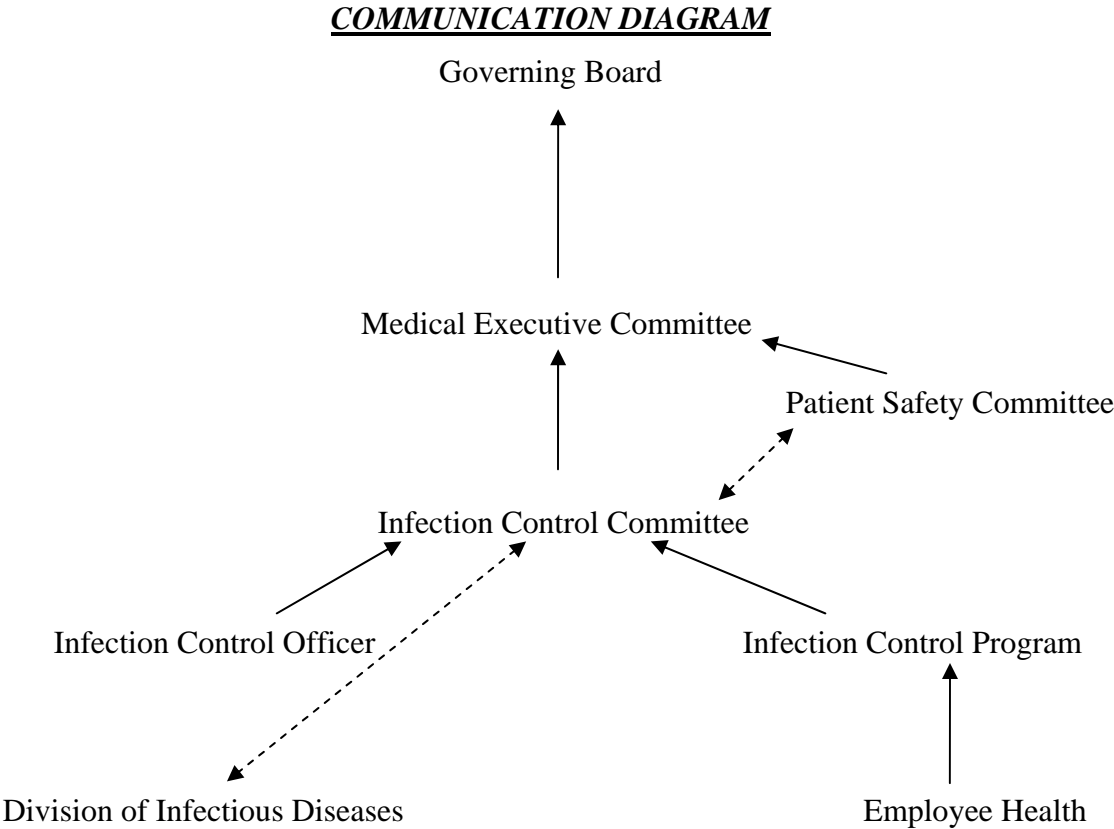 COMMUNICATION DIAGRAM
Governing Board
Medical Executive Committee
Patient Safety Committee
Infection Control Committee
Infection Control Officer
Infection Control Program
Division of Infectious Diseases
Employee Health